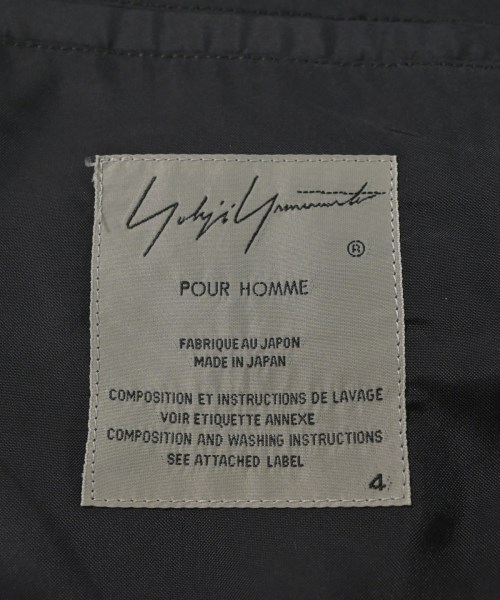 Yohji Yamamoto
®
POUR HOMME
FABRIQUE AU JAPON
MADE IN JAPAN
COMPOSITION ET INSTRUCTIONS DE LAVAGE
VOIR ETIQUETTE ANNEXE
COMPOSITION AND WASHING INSTRUCTIONS
SEE ATTACHED LABEL
4